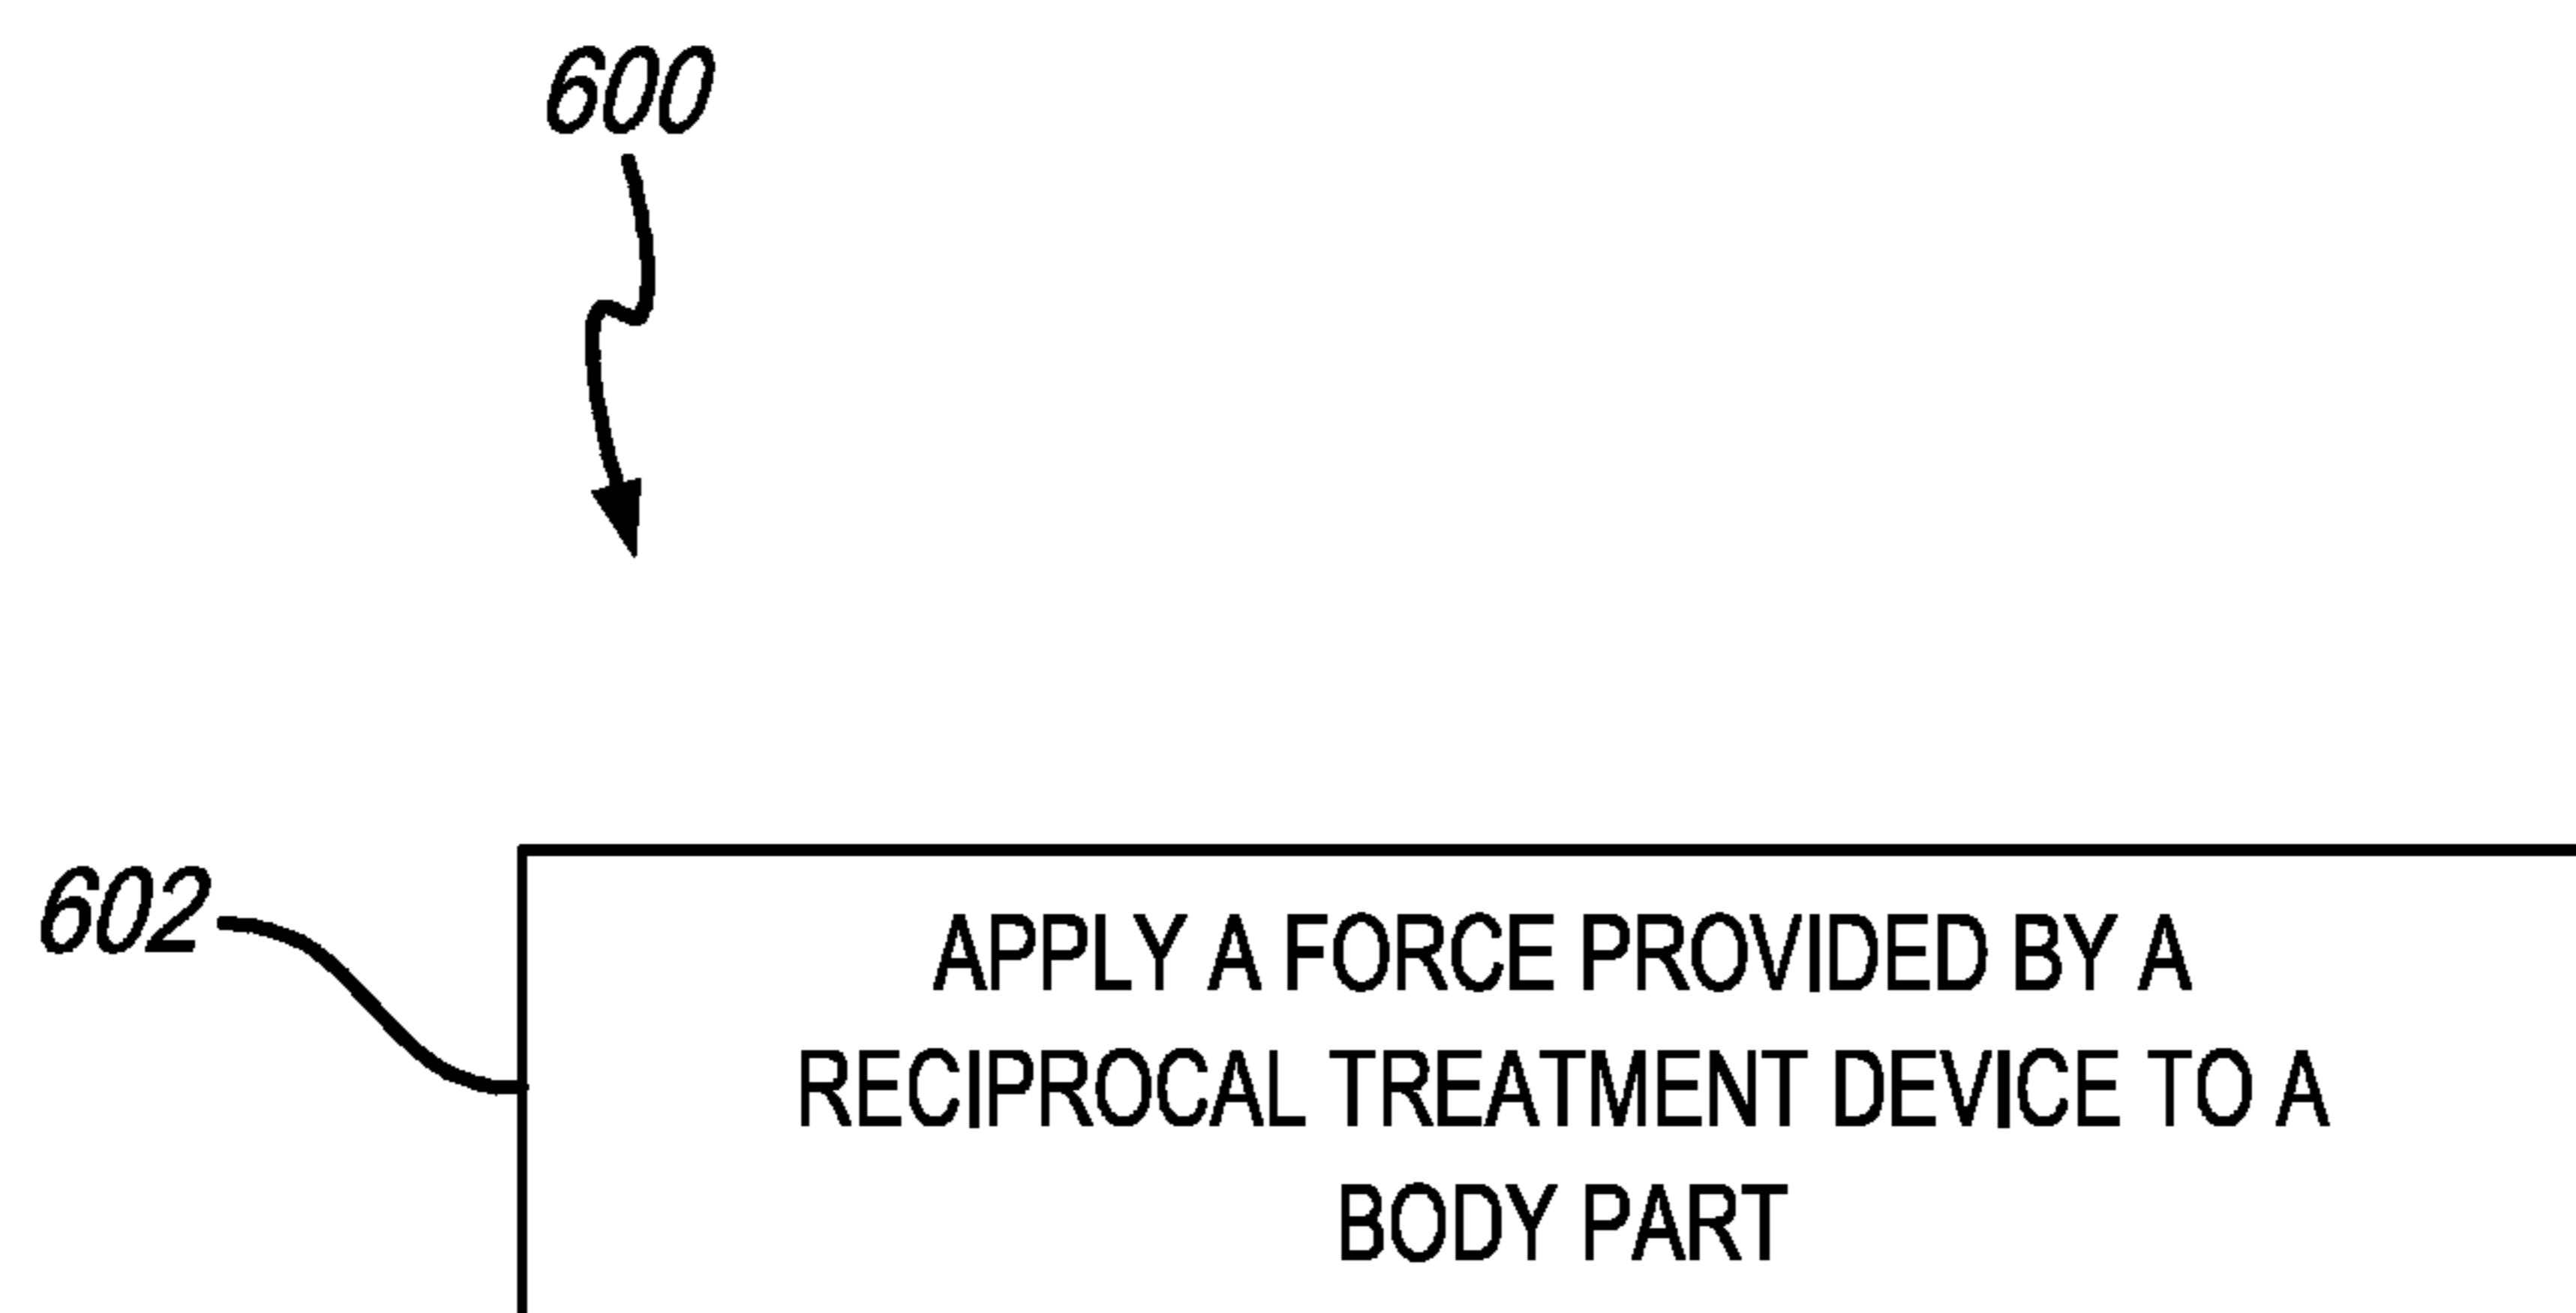 600
602
APPLY A FORCE PROVIDED BY A
RECIPROCAL TREATMENT DEVICE TO A
BODY PART